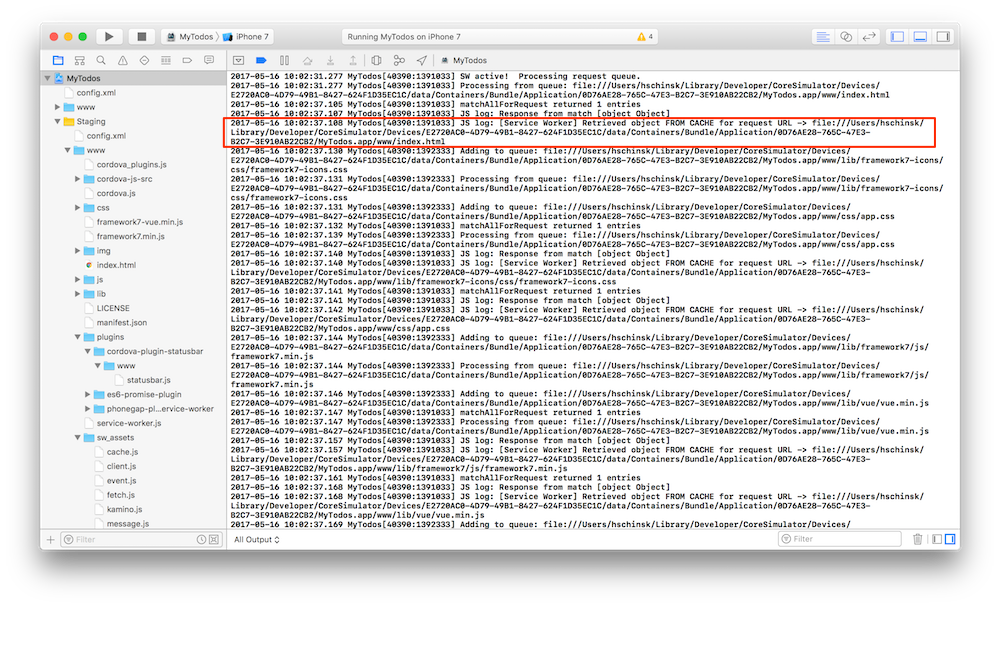 MyTodos
iPhone 7
Running MyTodos on iPhone 7
4
MyTodos
MyTodos
config.xml
www
Staging
config.xml
www
cordova_plugins.js
cordova-js-src
cordova.js
css
framework7-vue.min.js
framework7.min.js
img
index.html
js
lib
LICENSE
manifest.json
plugins
cordova-plugin-statusbar
www
statusbar.js
es6-promise-plugin
phonegap-pl...ervice-worker
service-worker.js
sw_assets
cache.js
client.js
event.js
fetch.js
kamino.js
message.js
Filter
2017-05-16 10:02:31.277 MyTodos[40390:1391033] SW active!  Processing request queue.
2017-05-16 10:02:31.277 MyTodos[40390:1391033] Processing from queue: file:///Users/hschinsk/Library/Developer/CoreSimulator/Devices/
E2720AC0-4D79-49B1-8427-624F1D35EC1C/data/Containers/Bundle/Application/0D76AE28-765C-47E3-B2C7-3E910AB22CB2/MyTodos.app/www/index.html
2017-05-16 10:02:37.105 MyTodos[40390:1391033] matchAllForRequest returned 1 entries
2017-05-16 10:02:37.107 MyTodos[40390:1391033] JS log: Response from match [object Object]
2017-05-16 10:02:37.108 MyTodos[40390:1391033] JS log: [Service Worker] Retrieved object FROM CACHE for request URL -> file:///Users/hschinsk/
Library/Developer/CoreSimulator/Devices/E2720AC0-4D79-49B1-8427-624F1D35EC1C/data/Containers/Bundle/Application/0D76AE28-765C-47E3-
B2C7-3E910AB22CB2/MyTodos.app/www/index.html
2017-05-16 10:02:37.130 MyTodos[40390:1392333] Adding to queue: file:///Users/hschinsk/Library/Developer/CoreSimulator/Devices/
E2720AC0-4D79-49B1-8427-624F1D35EC1C/data/Containers/Bundle/Application/0D76AE28-765C-47E3-B2C7-3E910AB22CB2/MyTodos.app/www/lib/framework7-icons/
css/framework7-icons.css
2017-05-16 10:02:37.131 MyTodos[40390:1392333] Processing from queue: file:///Users/hschinsk/Library/Developer/CoreSimulator/Devices/
E2720AC0-4D79-49B1-8427-624F1D35EC1C/data/Containers/Bundle/Application/0D76AE28-765C-47E3-B2C7-3E910AB22CB2/MyTodos.app/www/lib/framework7-icons/
css/framework7-icons.css
2017-05-16 10:02:37.131 MyTodos[40390:1392333] Adding to queue: file:///Users/hschinsk/Library/Developer/CoreSimulator/Devices/
E2720AC0-4D79-49B1-8427-624F1D35EC1C/data/Containers/Bundle/Application/0D76AE28-765C-47E3-B2C7-3E910AB22CB2/MyTodos.app/www/css/app.css
2017-05-16 10:02:37.132 MyTodos[40390:1391033] matchAllForRequest returned 1 entries
2017-05-16 10:02:37.139 MyTodos[40390:1392333] Processing from queue: file:///Users/hschinsk/Library/Developer/CoreSimulator/Devices/
E2720AC0-4D79-49B1-8427-624F1D35EC1C/data/Containers/Bundle/Application/0D76AE28-765C-47E3-B2C7-3E910AB22CB2/MyTodos.app/www/css/app.css
2017-05-16 10:02:37.140 MyTodos[40390:1391033] JS log: Response from match [object Object]
2017-05-16 10:02:37.140 MyTodos[40390:1391033] JS log: [Service Worker] Retrieved object FROM CACHE for request URL -> file:///Users/hschinsk/
Library/Developer/CoreSimulator/Devices/E2720AC0-4D79-49B1-8427-624F1D35EC1C/data/Containers/Bundle/Application/0D76AE28-765C-47E3-
B2C7-3E910AB22CB2/MyTodos.app/www/lib/framework7-icons/css/framework7-icons.css
2017-05-16 10:02:37.141 MyTodos[40390:1391033] matchAllForRequest returned 1 entries
2017-05-16 10:02:37.141 MyTodos[40390:1391033] JS log: Response from match [object Object]
2017-05-16 10:02:37.142 MyTodos[40390:1391033] JS log: [Service Worker] Retrieved object FROM CACHE for request URL -> file:///Users/hschinsk/
Library/Developer/CoreSimulator/Devices/E2720AC0-4D79-49B1-8427-624F1D35EC1C/data/Containers/Bundle/Application/0D76AE28-765C-47E3-
B2C7-3E910AB22CB2/MyTodos.app/www/css/app.css
2017-05-16 10:02:37.144 MyTodos[40390:1392333] Adding to queue: file:///Users/hschinsk/Library/Developer/CoreSimulator/Devices/
E2720AC0-4D79-49B1-8427-624F1D35EC1C/data/Containers/Bundle/Application/0D76AE28-765C-47E3-B2C7-3E910AB22CB2/MyTodos.app/www/lib/framework7/js/
framework7.min.js
2017-05-16 10:02:37.144 MyTodos[40390:1392333] Processing from queue: file:///Users/hschinsk/Library/Developer/CoreSimulator/Devices/
E2720AC0-4D79-49B1-8427-624F1D35EC1C/data/Containers/Bundle/Application/0D76AE28-765C-47E3-B2C7-3E910AB22CB2/MyTodos.app/www/lib/framework7/js/
framework7.min.js
2017-05-16 10:02:37.146 MyTodos[40390:1392333] Adding to queue: file:///Users/hschinsk/Library/Developer/CoreSimulator/Devices/
E2720AC0-4D79-49B1-8427-624F1D35EC1C/data/Containers/Bundle/Application/0D76AE28-765C-47E3-B2C7-3E910AB22CB2/MyTodos.app/www/lib/vue/vue.min.js
2017-05-16 10:02:37.147 MyTodos[40390:1391033] matchAllForRequest returned 1 entries
2017-05-16 10:02:37.147 MyTodos[40390:1392333] Processing from queue: file:///Users/hschinsk/Library/Developer/CoreSimulator/Devices/
E2720AC0-4D79-49B1-8427-624F1D35EC1C/data/Containers/Bundle/Application/0D76AE28-765C-47E3-B2C7-3E910AB22CB2/MyTodos.app/www/lib/vue/vue.min.js
2017-05-16 10:02:37.157 MyTodos[40390:1391033] JS log: Response from match [object Object]
2017-05-16 10:02:37.157 MyTodos[40390:1391033] JS log: [Service Worker] Retrieved object FROM CACHE for request URL -> file:///Users/hschinsk/
Library/Developer/CoreSimulator/Devices/E2720AC0-4D79-49B1-8427-624F1D35EC1C/data/Containers/Bundle/Application/0D76AE28-765C-47E3-
B2C7-3E910AB22CB2/MyTodos.app/www/lib/framework7/js/framework7.min.js
2017-05-16 10:02:37.161 MyTodos[40390:1391033] matchAllForRequest returned 1 entries
2017-05-16 10:02:37.168 MyTodos[40390:1391033] JS log: Response from match [object Object]
2017-05-16 10:02:37.168 MyTodos[40390:1391033] JS log: [Service Worker] Retrieved object FROM CACHE for request URL -> file:///Users/hschinsk/
Library/Developer/CoreSimulator/Devices/E2720AC0-4D79-49B1-8427-624F1D35EC1C/data/Containers/Bundle/Application/0D76AE28-765C-47E3-
B2C7-3E910AB22CB2/MyTodos.app/www/lib/vue/vue.min.js
2017-05-16 10:02:37.169 MyTodos[40390:1392333] Adding to queue: file:///Users/hschinsk/Library/Developer/CoreSimulator/Devices/
All Output
Filter